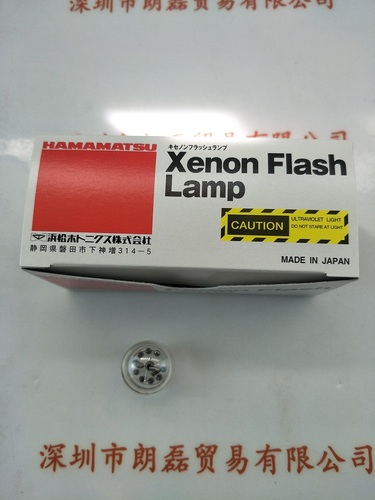 深圳市朗磊贸易有限公司
HAMAMATSU
キセノンフラッシュランプ
Xenon Flash
Lamp
CAUTION
ULTRAVIOLET LIGHT
DO NOT STARE AT LIGHT
浜松ホトニクス株式会社
静岡県磐田市下神増314-5
MADE IN JAPAN
深圳市朗磊贸易有限公司